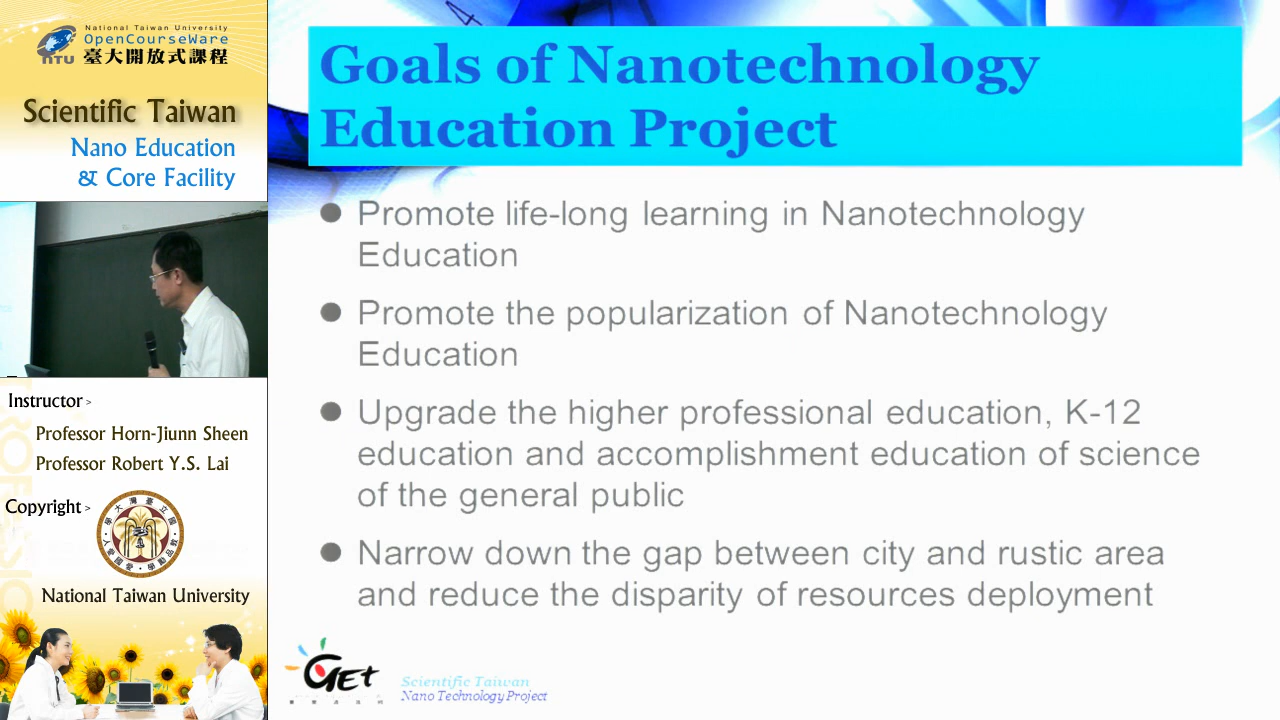 National Taiwan University
OpenCourseWare
NTU 臺大開放式課程
Scientific Taiwan
Nano Education
& Core Facility
Instructor >
Professor Horn-Jiunn Sheen
Professor Robert Y.S. Lai
Copyright >
National Taiwan University
Goals of Nanotechnology
Education Project
Promote life-long learning in Nanotechnology
Education
Promote the popularization of Nanotechnology
Education
Upgrade the higher professional education, K-12
education and accomplishment education of science
of the general public
Narrow down the gap between city and rustic area
and reduce the disparity of resources deployment
GET
Scientific Taiwan
Nano Technology Project